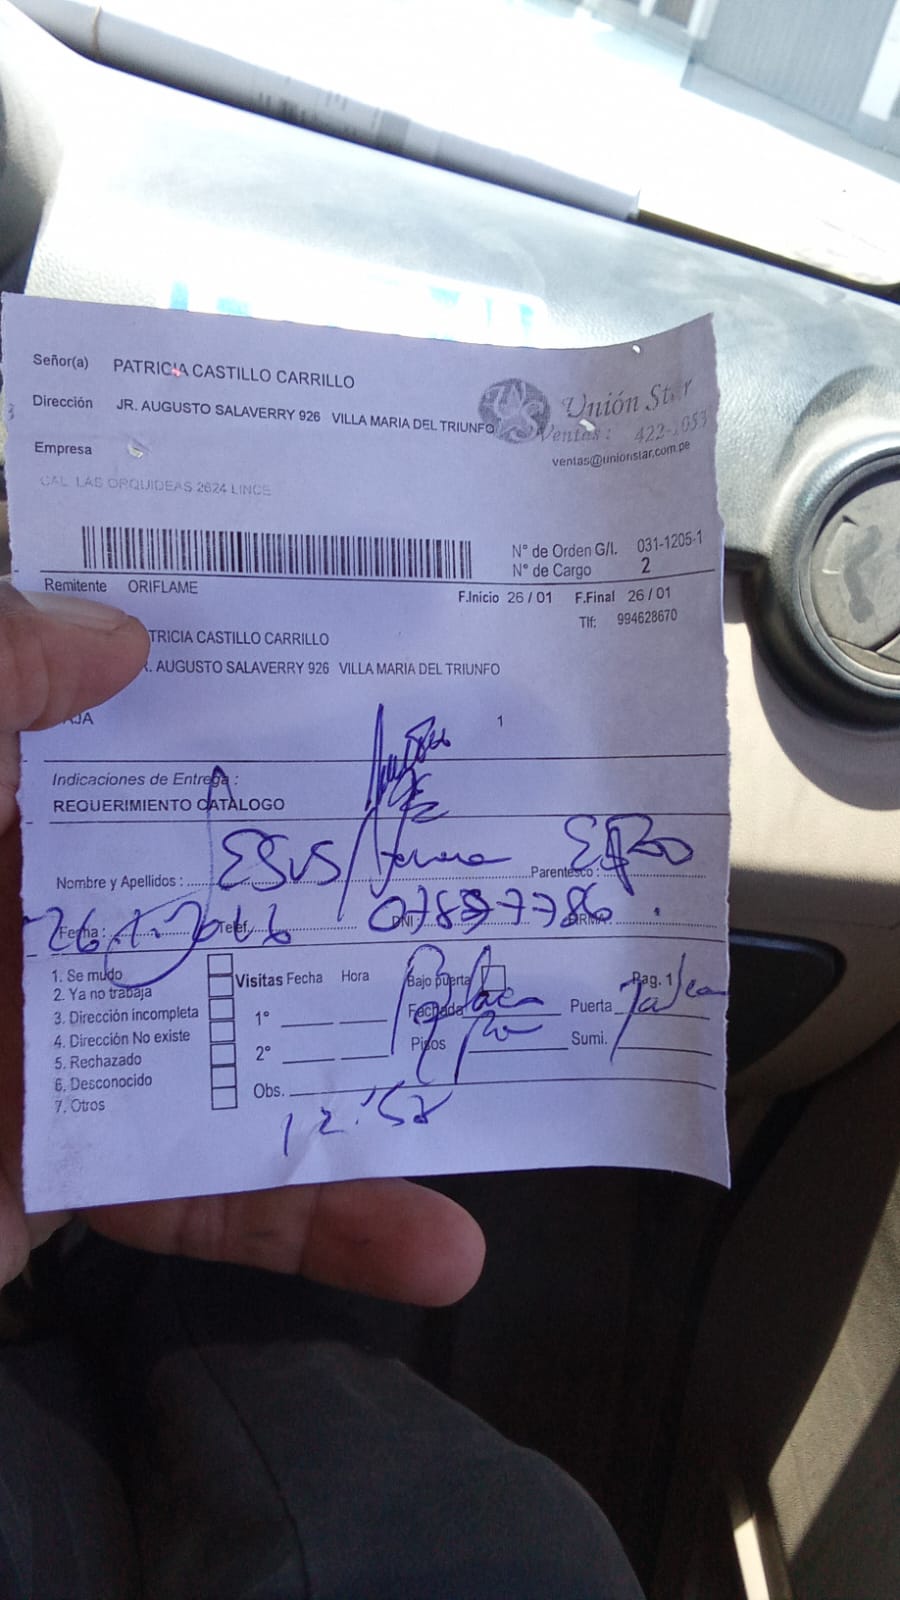 Señor(a) PATRICIA CASTILLO CARRILLO
Dirección JR. AUGUSTO SALAVERRY 926 VILLA MARIA DEL TRIUNFO
Unión Star
Ventas: 422-
ventas@unionstar.com.pe
Empresa
CAL. LAS ORQUIDEAS 2624 LINCE
N° de Orden G/I. 031-1205-1
N° de Cargo 2
Remitente ORIFLAME
F.Inicio 26 / 01 F.Final 26 / 01
Tlf: 994628670
TRICIA CASTILLO CARRILLO
. AUGUSTO SALAVERRY 926 VILLA MARIA DEL TRIUNFO
AJA 1
Indicaciones de Entrega :
REQUERIMIENTO CATALOGO
Nombre y Apellidos : Parentesco :
Fecha : Telef. DNI: FIRMA:
1. Se mudo
2. Ya no trabaja
3. Dirección incompleta
4. Dirección No existe
5. Rechazado
6. Desconocido
7. Otros
Visitas Fecha Hora
1°
2°
Obs.
Bajo puerta Pag. 1
Fachada Puerta
Pisos Sumi.
12:58